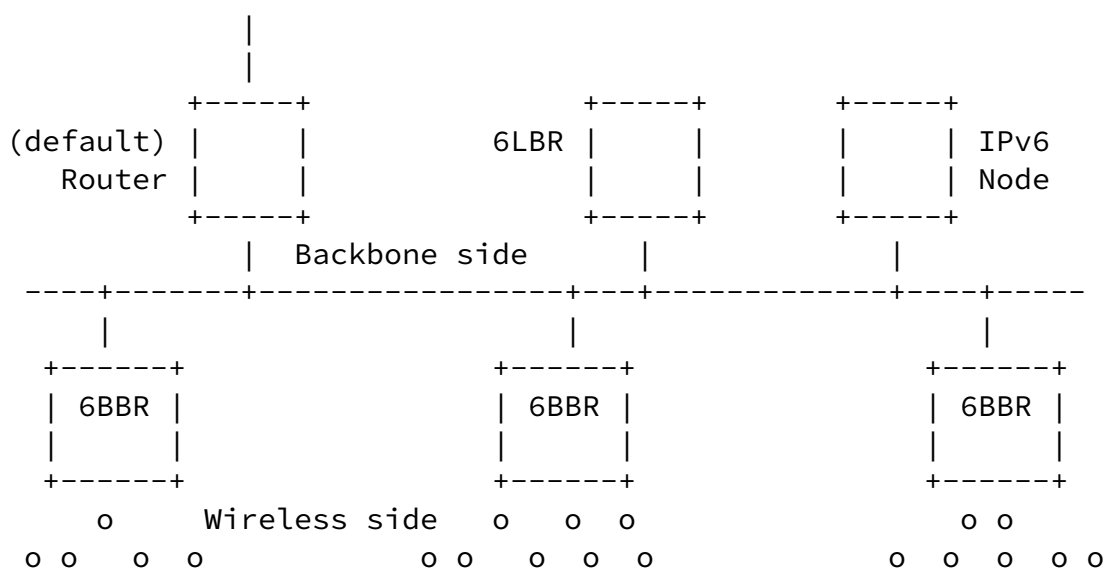 (default) 6LBR IPv6
Router Node
Backbone side
6BBR 6BBR 6BBR
o Wireless side o o o o o
o o o o o o o o o o o o o o